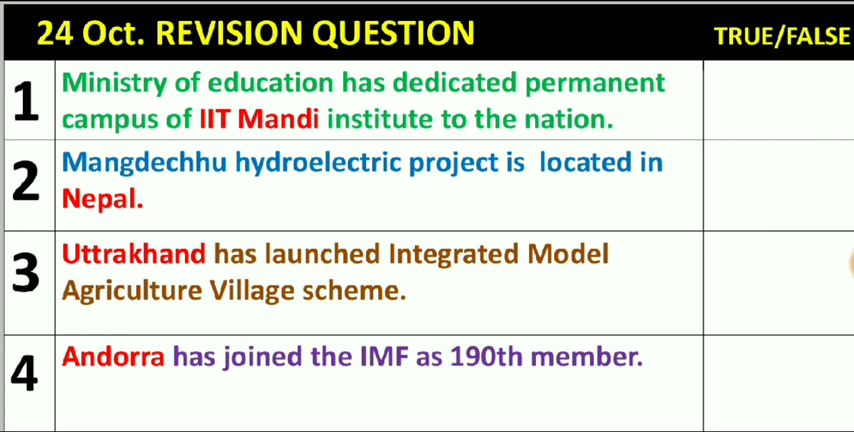 24 Oct. REVISION QUESTION TRUE/FALSE
1 Ministry of education has dedicated permanent
campus of IIT Mandi institute to the nation.
2 Mangdechhu hydroelectric project is located in
Nepal.
3 Uttrakhand has launched Integrated Model
Agriculture Village scheme.
4 Andorra has joined the IMF as 190th member.